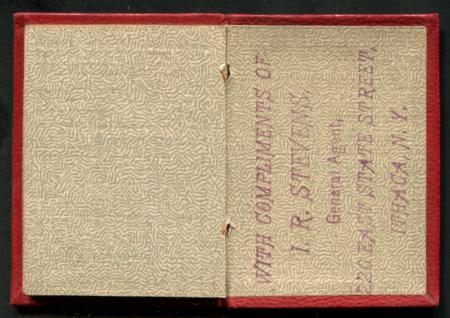 WITH COMPLIMENTS OF
I. R. STEVENS,
General Agent,
EAST STATE STREET,
ITHACA, N. Y.